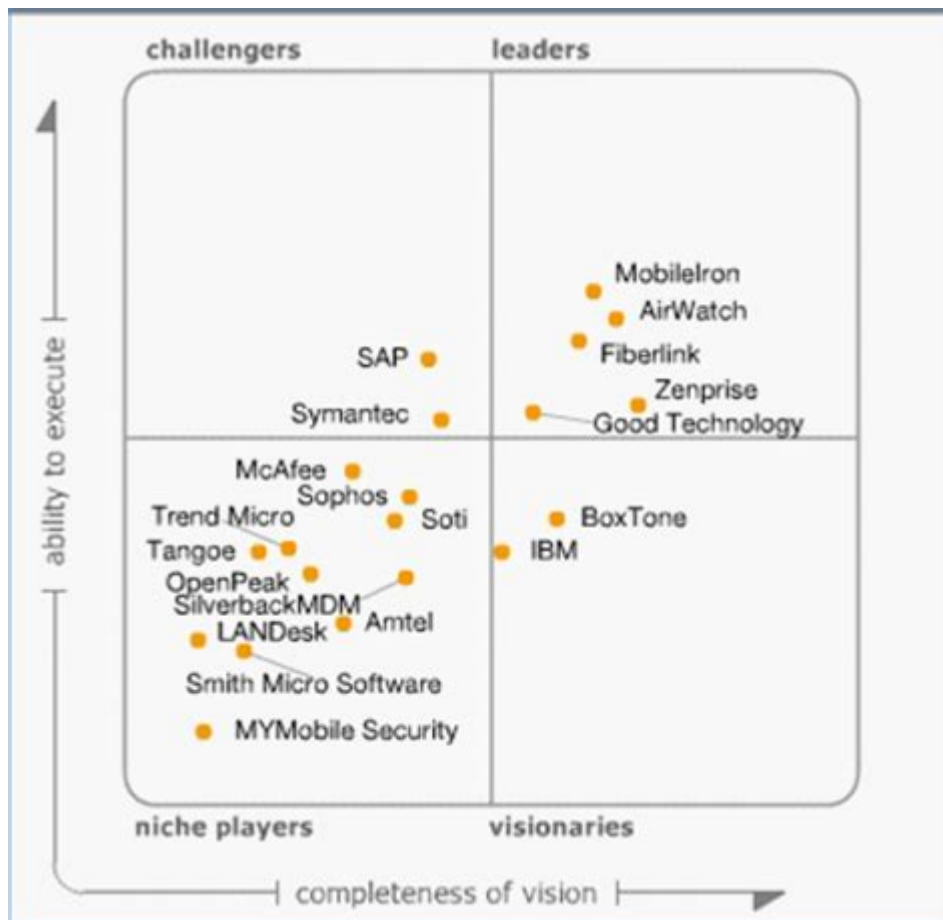 challengers
leaders
MobileIron
AirWatch
SAP
Fiberlink
Zenprise
Symantec
Good Technology
ability to execute
McAfee
Sophos
Trend Micro
Soti
BoxTone
Tangoe
IBM
OpenPeak
SilverbackMDM
LANDesk
Amtel
Smith Micro Software
MYMobile Security
niche players
visionaries
completeness of vision